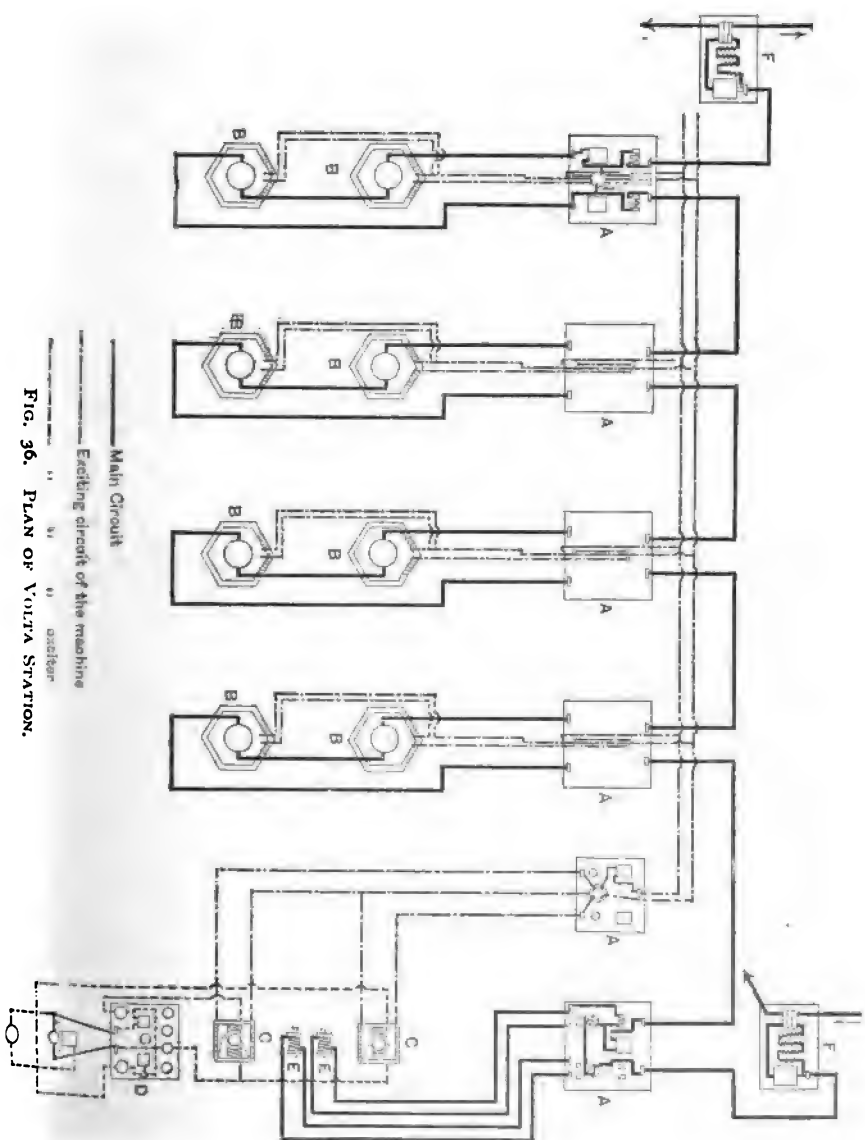 F
F
A
A
A
A
A
A
B
B
B
B
B
B
B
B
C
C
E
E
D
Main Circuit
Exciting circuit of the machine
" " " " exciter
FIG. 36. PLAN OF VOLTA STATION.